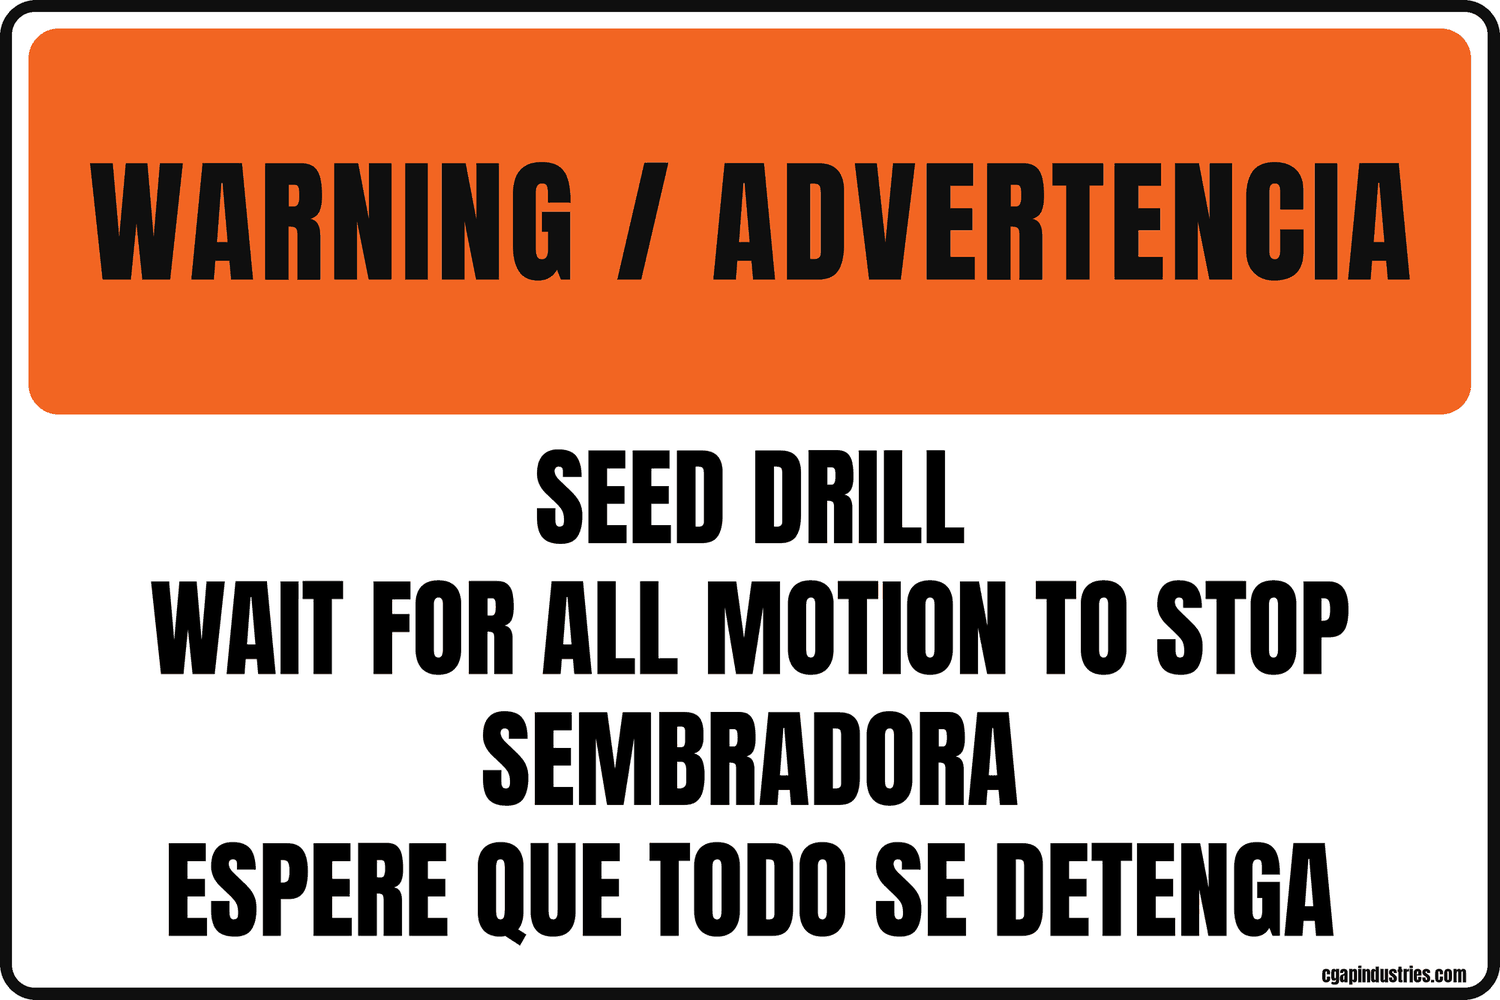 WARNING / ADVERTENCIA
SEED DRILL
WAIT FOR ALL MOTION TO STOP
SEMBRADORA
ESPERE QUE TODO SE DETENGA
cgapindustries.com